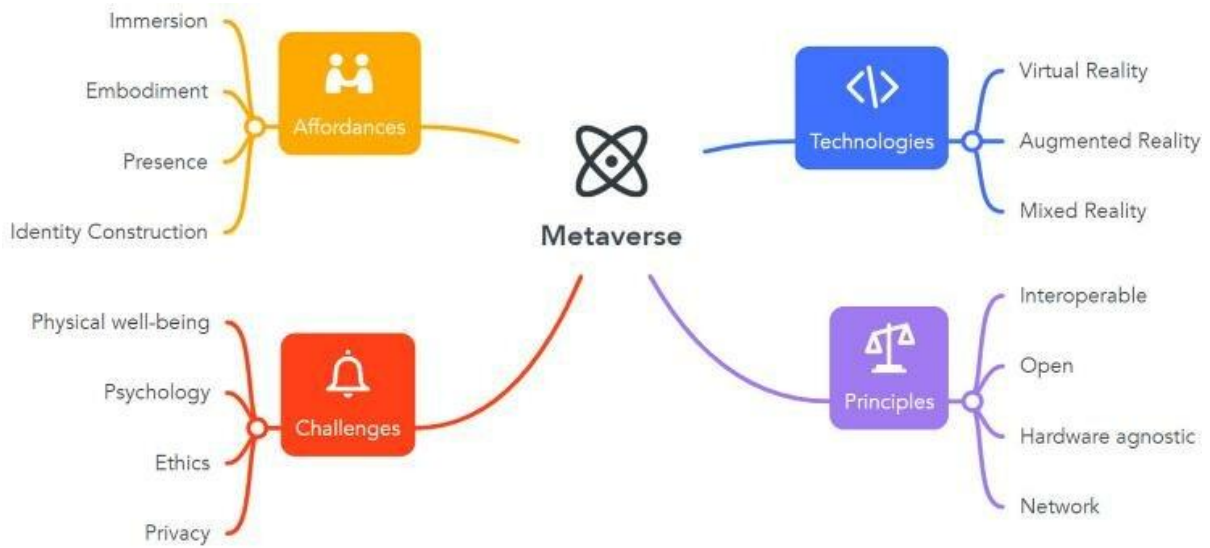 Immersion
Embodiment
Presence
Identity Construction
Affordances
Metaverse
Technologies
Virtual Reality
Augmented Reality
Mixed Reality
Physical well-being
Psychology
Ethics
Privacy
Challenges
Principles
Interoperable
Open
Hardware agnostic
Network